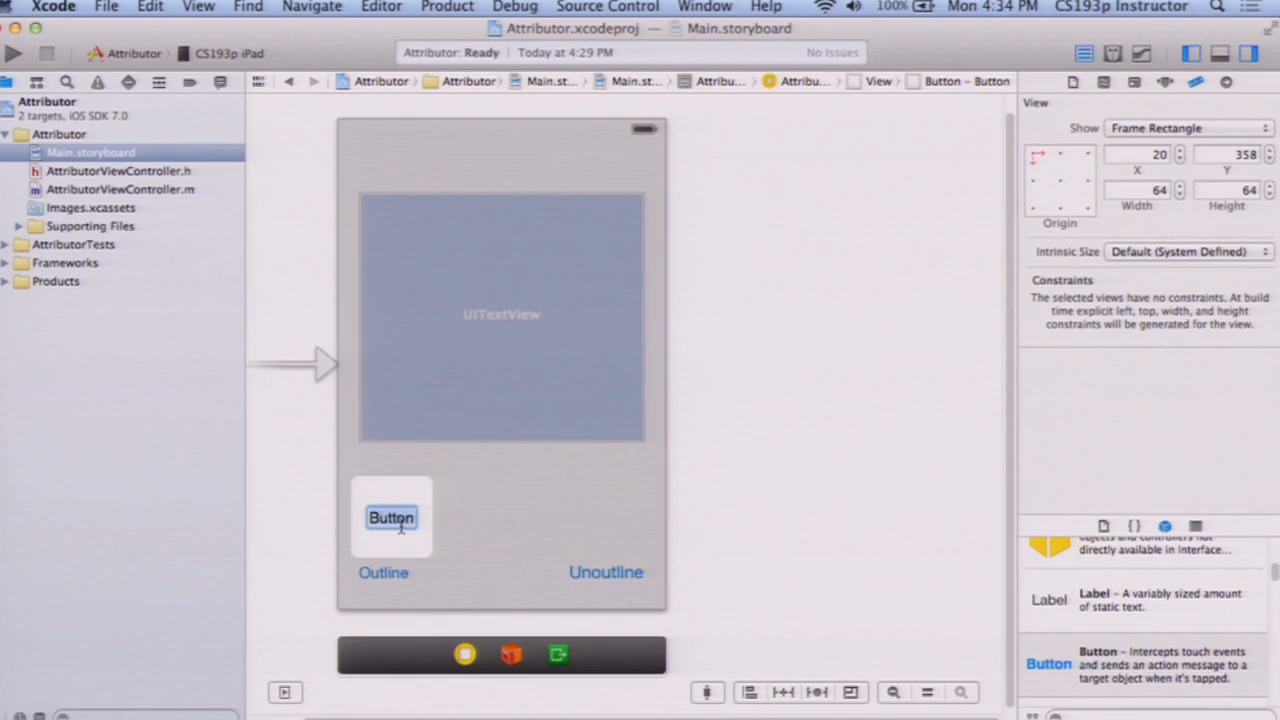 Xcode File Edit View Find Navigate Editor Product Debug Source Control Window Help 100% Mon 4:34 PM CS193p Instructor
Attributor.xcodeproj — Main.storyboard
Attributor CS193p iPad Attributor: Ready Today at 4:29 PM No Issues
Attributor Attributor Main.st... Main.st... Attribu... Attribu... View Button – Button
Attributor
2 targets, iOS SDK 7.0
Attributor
Main.storyboard
AttributorViewController.h
AttributorViewController.m
Images.xcassets
Supporting Files
AttributorTests
Frameworks
Products
UITextView
Button
Outline Unoutline
View
Show Frame Rectangle
20 358
X Y
64 64
Width Height
Origin
Intrinsic Size Default (System Defined)
Constraints
The selected views have no constraints. At build
time explicit left, top, width, and height
constraints will be generated for the view.
{}
objects and controllers not
directly available in Interface...
Label Label – A variably sized amount
of static text.
Button Button – Intercepts touch events
and sends an action message to a
target object when it's tapped.